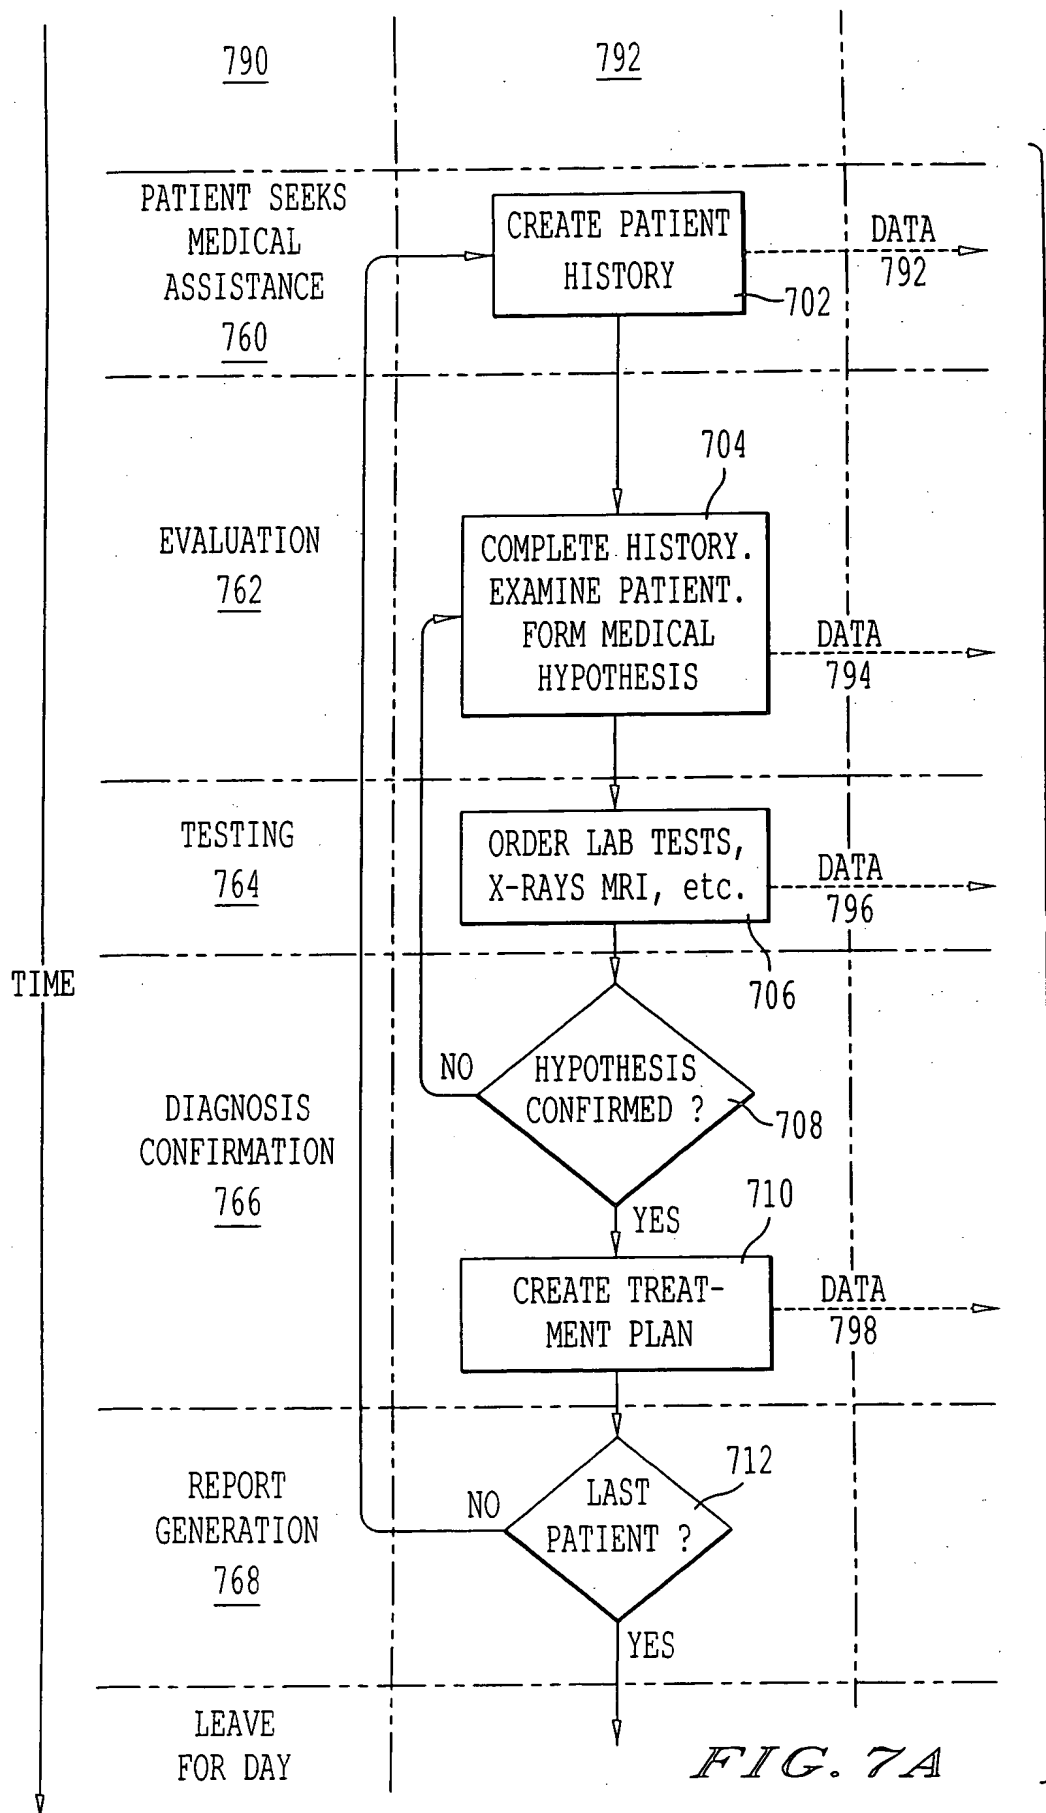 790
792
PATIENT SEEKS
MEDICAL
ASSISTANCE
760
CREATE PATIENT
HISTORY
702
DATA
792
EVALUATION
762
704
COMPLETE HISTORY.
EXAMINE PATIENT.
FORM MEDICAL
HYPOTHESIS
DATA
794
TESTING
764
ORDER LAB TESTS,
X-RAYS MRI, etc.
706
DATA
796
TIME
DIAGNOSIS
CONFIRMATION
766
NO
HYPOTHESIS
CONFIRMED ?
708
YES
710
CREATE TREAT-
MENT PLAN
DATA
798
REPORT
GENERATION
768
NO
LAST
PATIENT ?
712
YES
LEAVE
FOR DAY
FIG. 7A